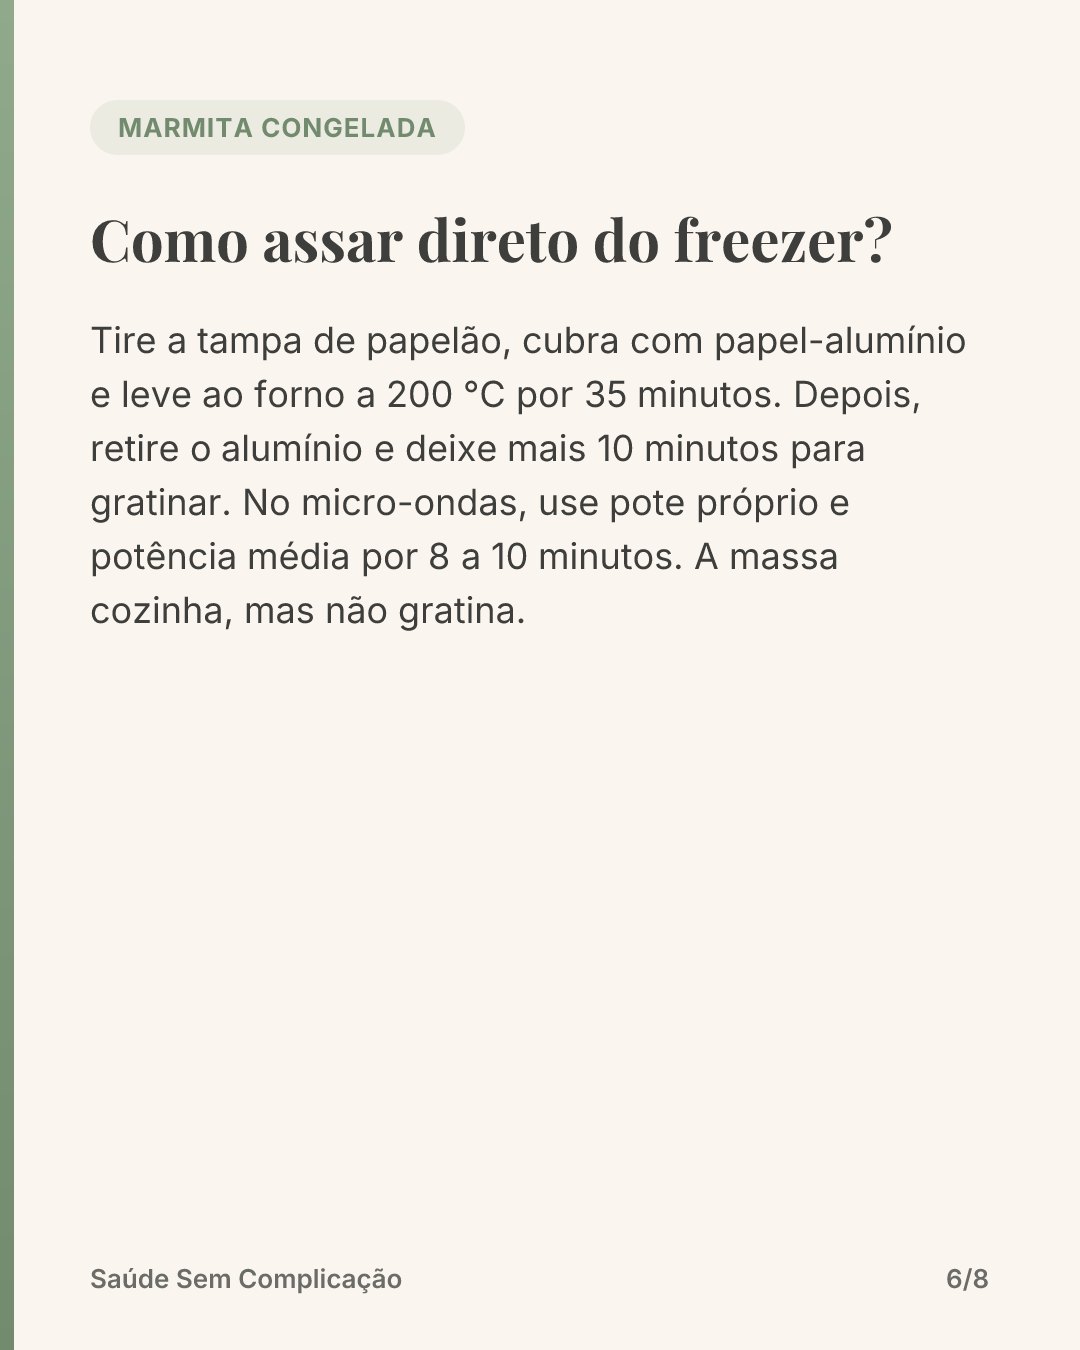 MARMITA CONGELADA
Como assar direto do freezer?
Tire a tampa de papelão, cubra com papel-alumínio
e leve ao forno a 200 °C por 35 minutos. Depois,
retire o alumínio e deixe mais 10 minutos para
gratinar. No micro-ondas, use pote próprio e
potência média por 8 a 10 minutos. A massa
cozinha, mas não gratina.
Saúde Sem Complicação
6/8